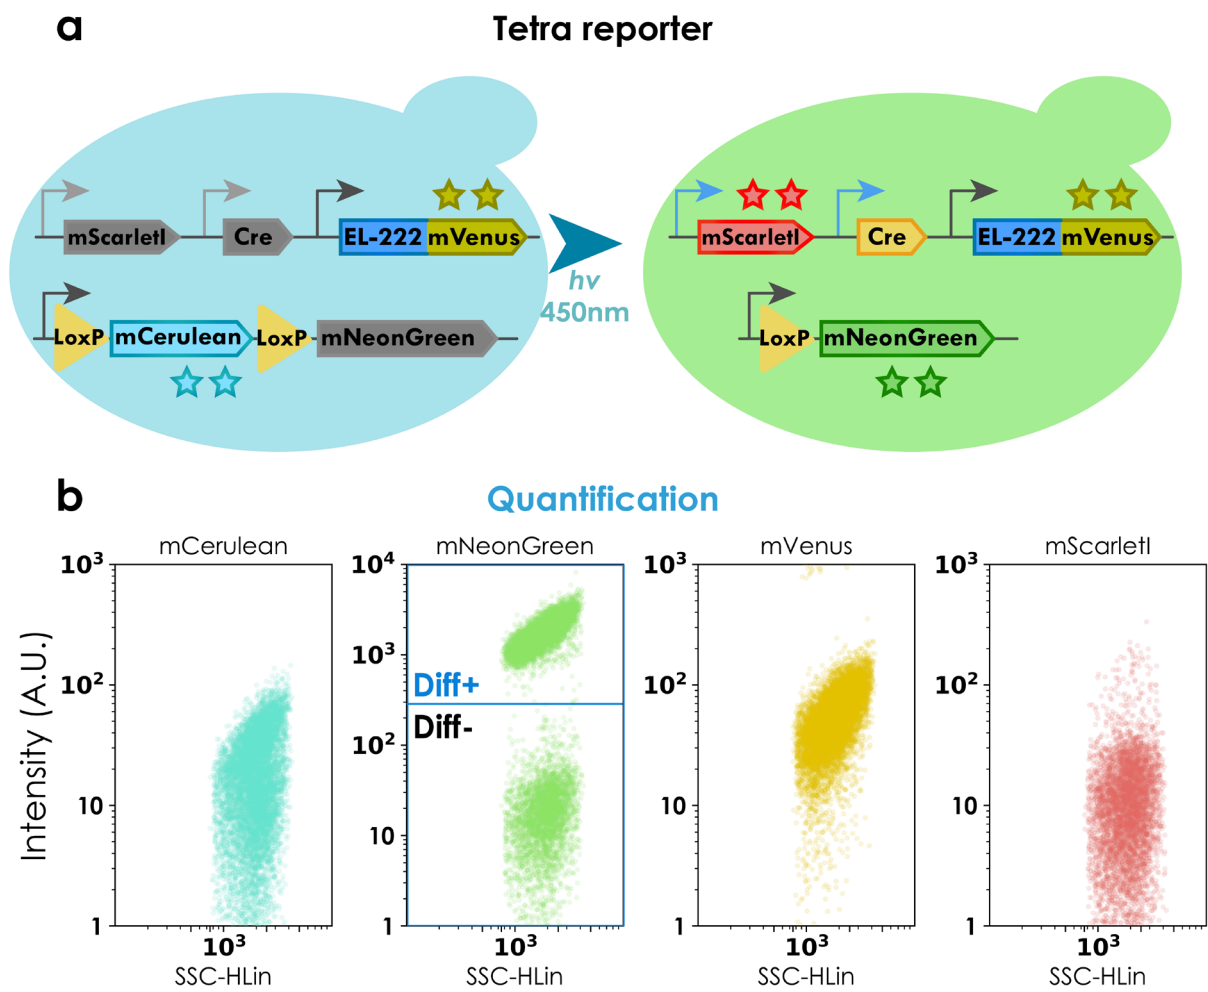 a
Tetra reporter
mScarletI
Cre
EL-222 mVenus
LoxP
mCerulean
LoxP
mNeonGreen
hν
450nm
mScarletI
Cre
EL-222 mVenus
LoxP
mNeonGreen
b
Quantification
Intensity (A.U.)
mCerulean
10³
10²
10
1
10³
SSC-HLin
mNeonGreen
10⁴
10³
Diff+
Diff-
10²
10
1
10³
SSC-HLin
mVenus
10³
10²
10
1
10³
SSC-HLin
mScarletI
10³
10²
10
1
10³
SSC-HLin